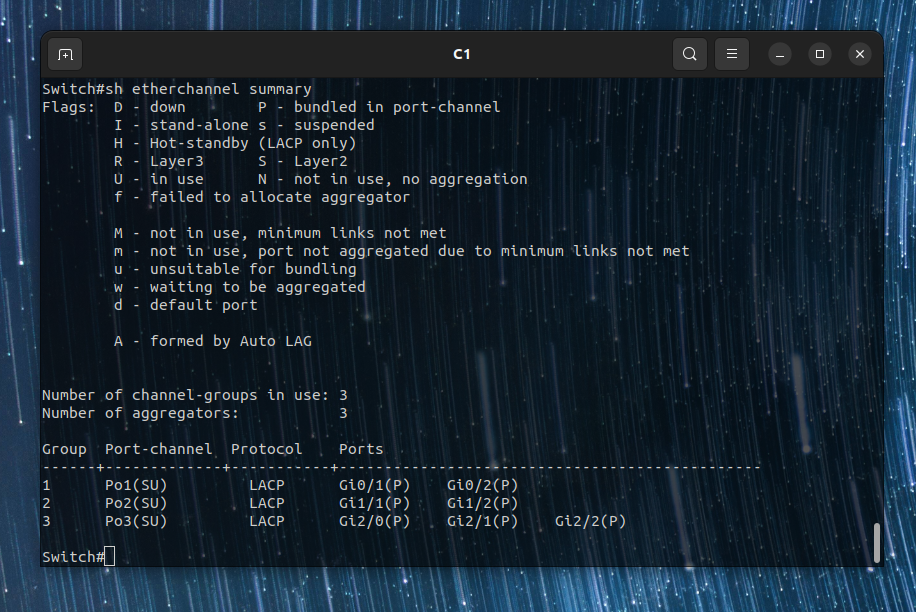 C1
Switch#sh etherchannel summary
Flags:  D - down        P - bundled in port-channel
        I - stand-alone s - suspended
        H - Hot-standby (LACP only)
        R - Layer3      S - Layer2
        U - in use      N - not in use, no aggregation
        f - failed to allocate aggregator
        M - not in use, minimum links not met
        m - not in use, port not aggregated due to minimum links not met
        u - unsuitable for bundling
        w - waiting to be aggregated
        d - default port
        A - formed by Auto LAG
Number of channel-groups in use: 3
Number of aggregators:           3
Group  Port-channel  Protocol    Ports
------+-------------+-----------+-----------------------------------------------
1      Po1(SU)         LACP      Gi0/1(P)    Gi0/2(P)
2      Po2(SU)         LACP      Gi1/1(P)    Gi1/2(P)
3      Po3(SU)         LACP      Gi2/0(P)    Gi2/1(P)    Gi2/2(P)
Switch#